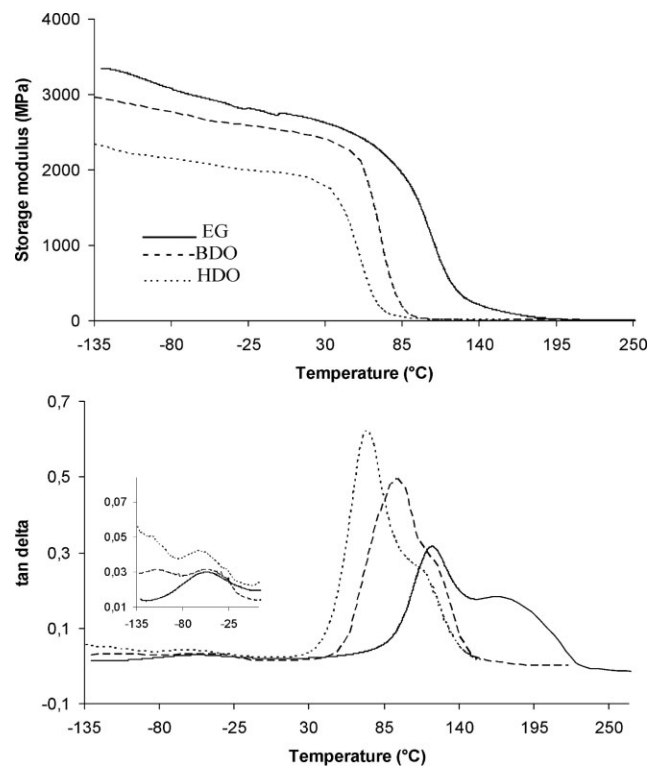 4000
3000
2000
1000
0
Storage modulus (MPa)
EG
BDO
HDO
-135 -80 -25 30 85 140 195 250
Temperature (°C)
0,7
0,5
0,3
0,1
-0,1
tan delta
0,07
0,05
0,03
0,01
-135 -80 -25
-135 -80 -25 30 85 140 195 250
Temperature (°C)